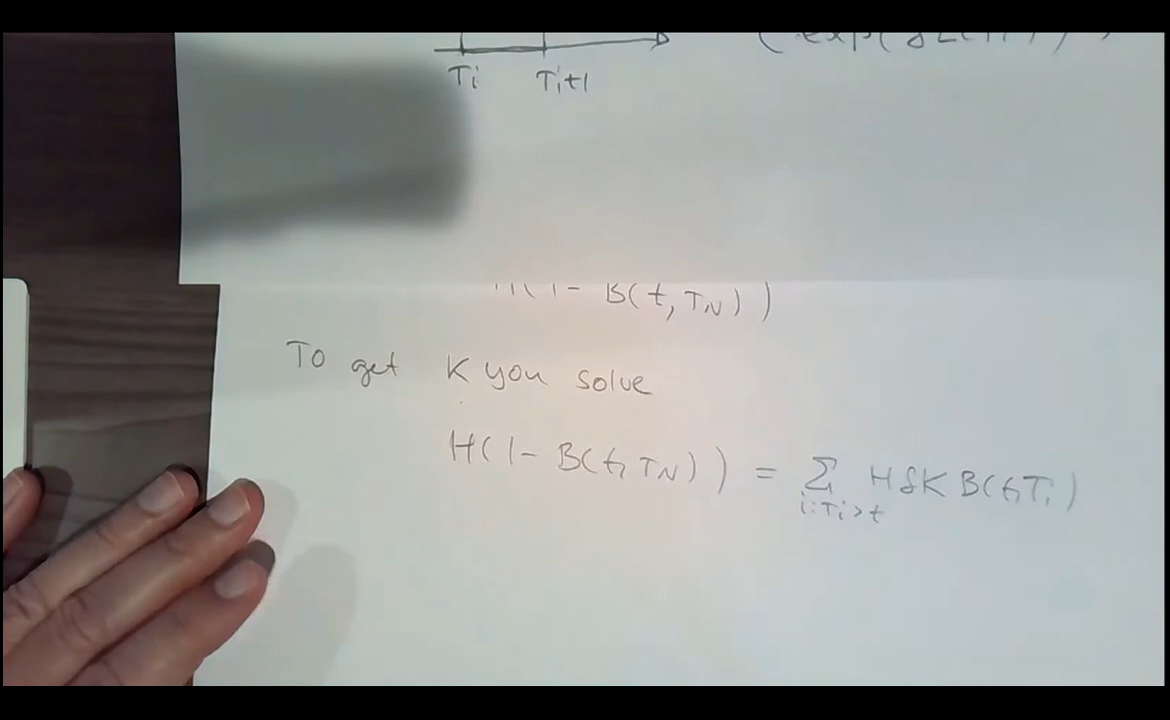 Ti Ti+1
B(t, TN))
To get K you solve
H(1 - B(t, TN)) = Σ HδK B(t, Ti)
i:Ti>t